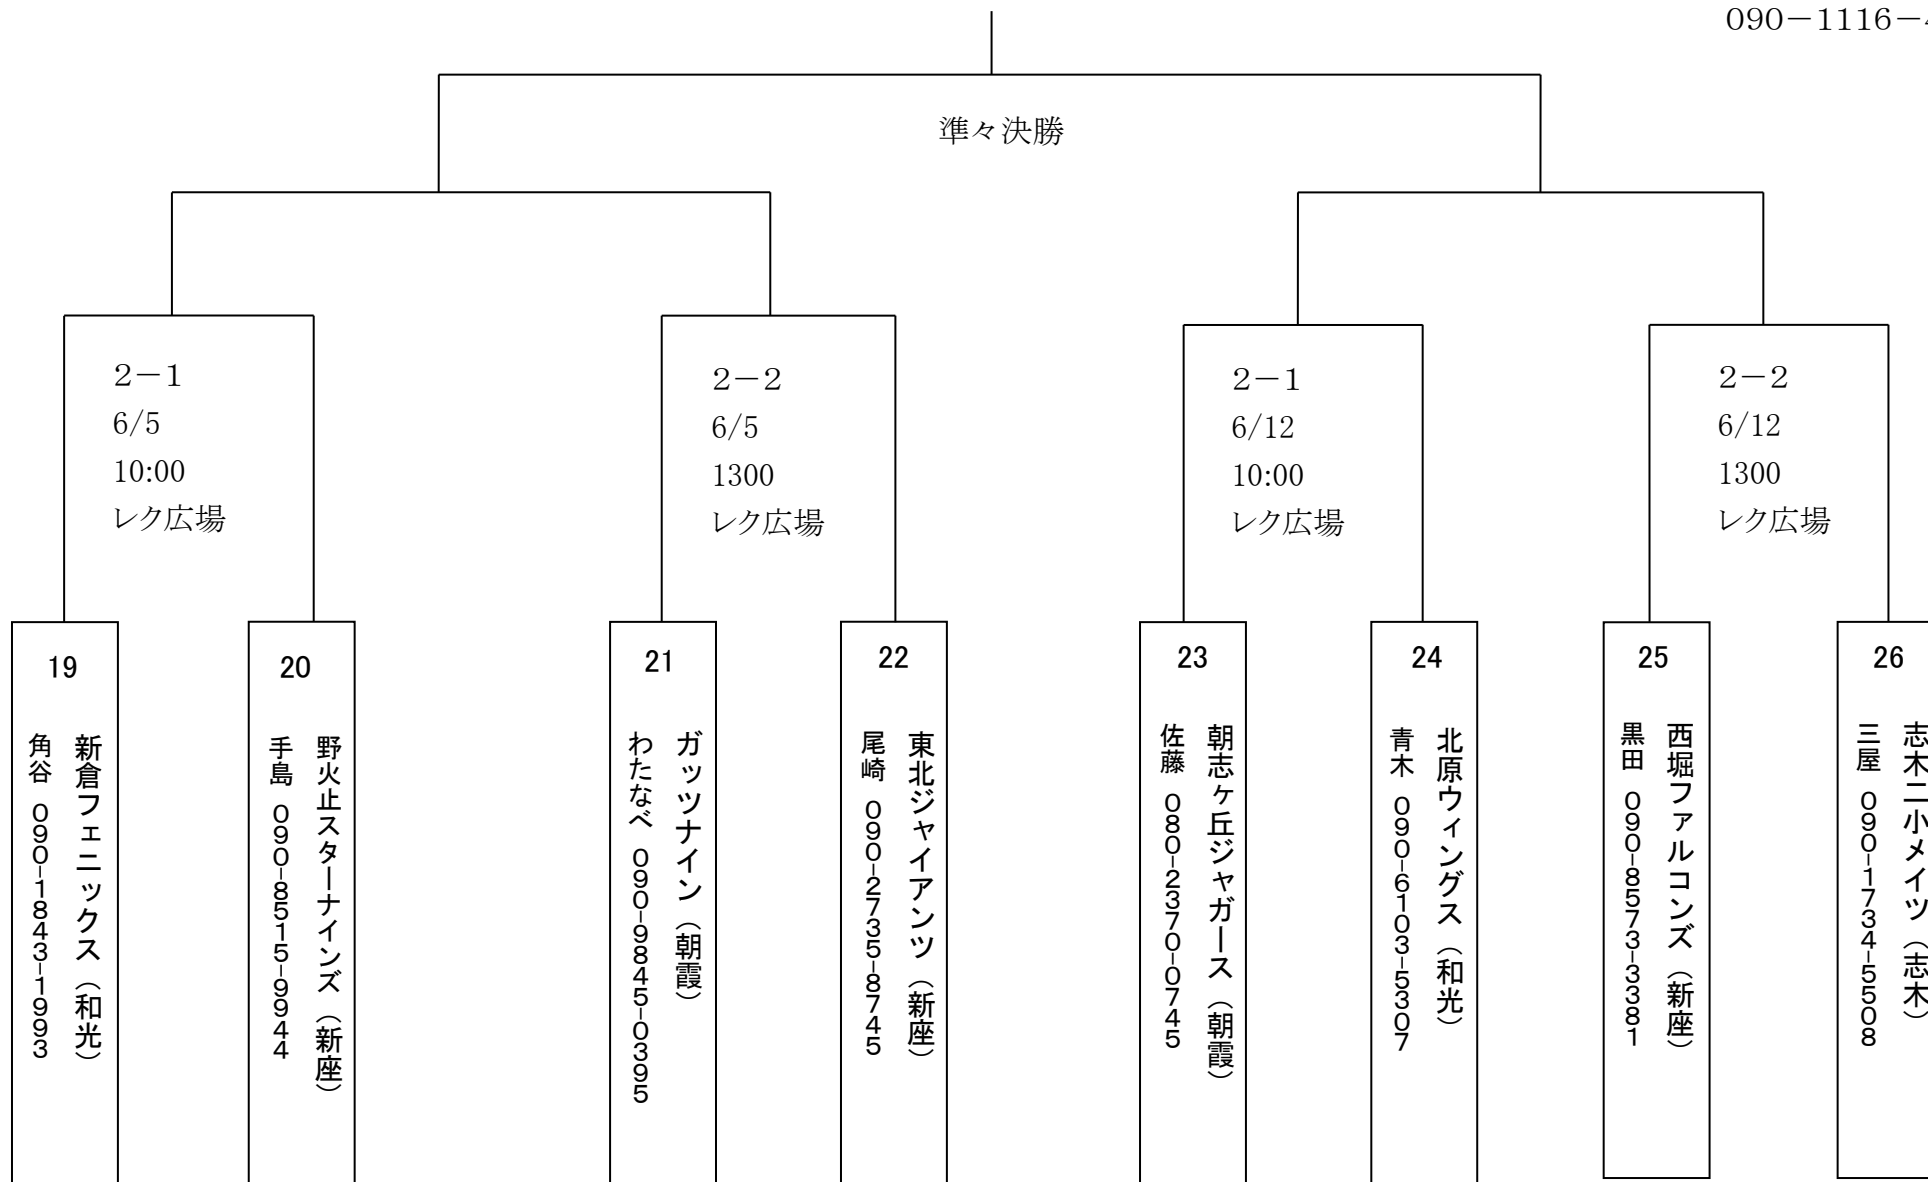 090－1116－
準々決勝
2－1
6/5
10:00
レク広場
2－2
6/5
1300
レク広場
2－1
6/12
10:00
レク広場
2－2
6/12
1300
レク広場
19
新倉フェニックス（和光）
角谷 090-1843-1993
20
野火止スターナインズ（新座）
手島 090-8515-9944
21
ガッツナイン（朝霞）
わたなべ 090-9845-0395
22
東北ジャイアンツ（新座）
尾崎 090-2735-8745
23
朝志ヶ丘ジャガース（朝霞）
佐藤 080-2370-0745
24
北原ウィングス（和光）
青木 090-6103-5307
25
西堀ファルコンズ（新座）
黒田 090-8573-3381
26
志木二小メイツ（志木）
三屋 090-1734-5508